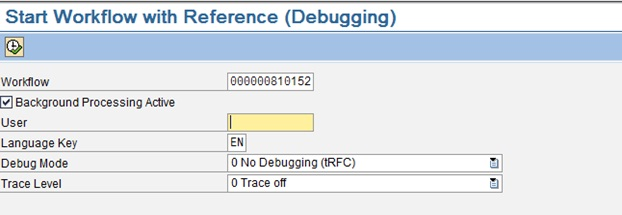 Start Workflow with Reference (Debugging)
Workflow 000000810152
Background Processing Active
User
Language Key EN
Debug Mode 0 No Debugging (tRFC)
Trace Level 0 Trace off